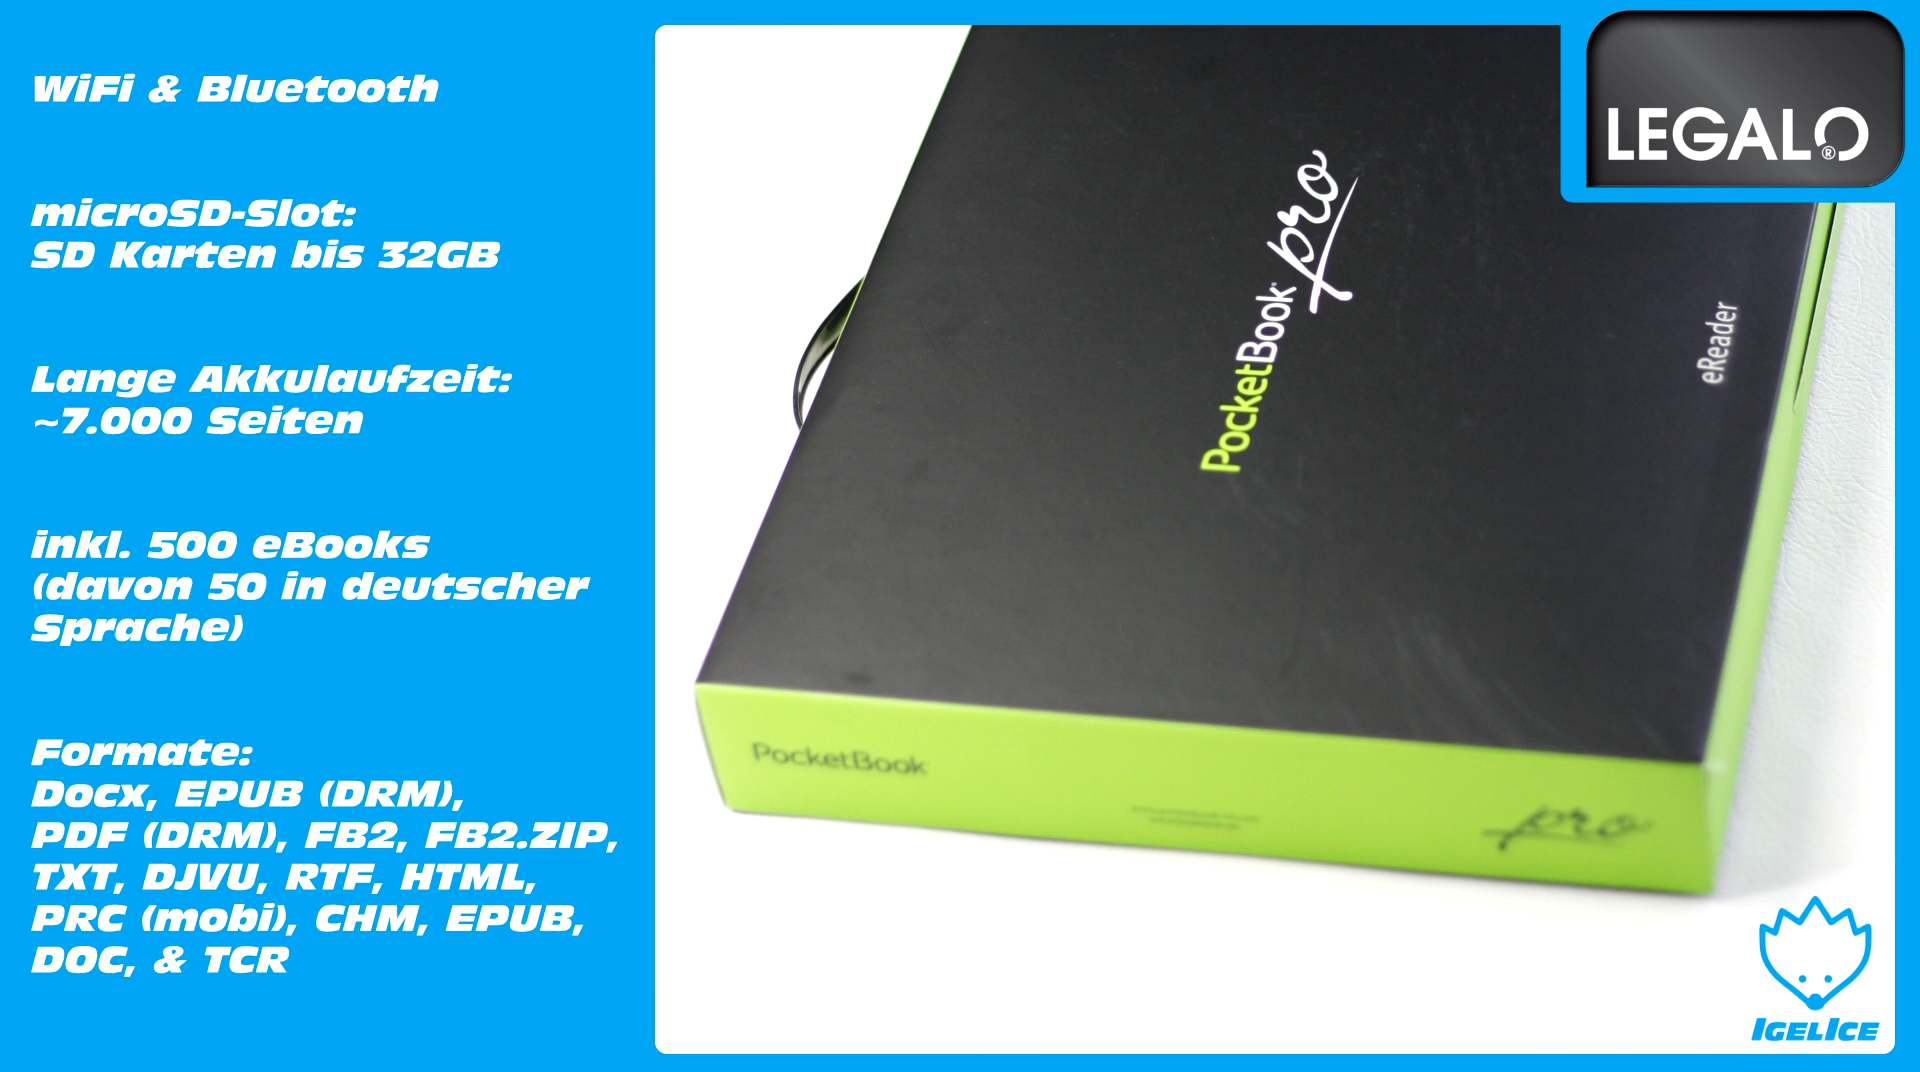 WiFi & Bluetooth
microSD-Slot:
SD Karten bis 32GB
Lange Akkulaufzeit:
~7.000 Seiten
inkl. 500 eBooks
(davon 50 in deutscher
Sprache)
Formate:
Docx, EPUB (DRM),
PDF (DRM), FB2, FB2.ZIP,
TXT, DJVU, RTF, HTML,
PRC (mobi), CHM, EPUB,
DOC, & TCR
LEGALO®
PocketBook pro
eReader
PocketBook
pro
IGELICE